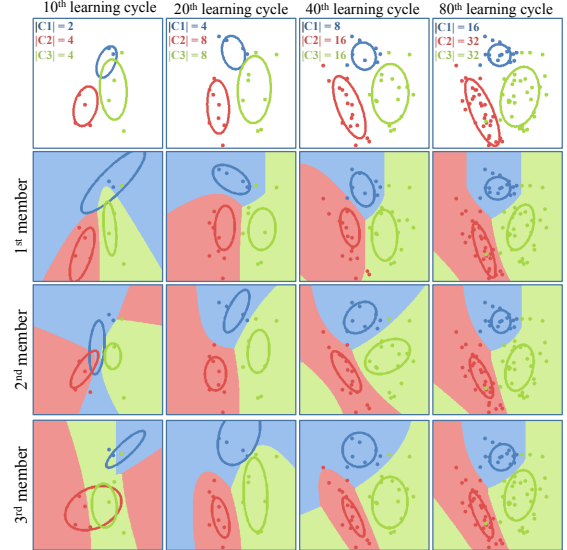 10th learning cycle 20th learning cycle 40th learning cycle 80th learning cycle
|C1| = 2 |C1| = 4 |C1| = 8 |C1| = 16
|C2| = 4 |C2| = 8 |C2| = 16 |C2| = 32
|C3| = 4 |C3| = 8 |C3| = 16 |C3| = 32
1st member
2nd member
3rd member